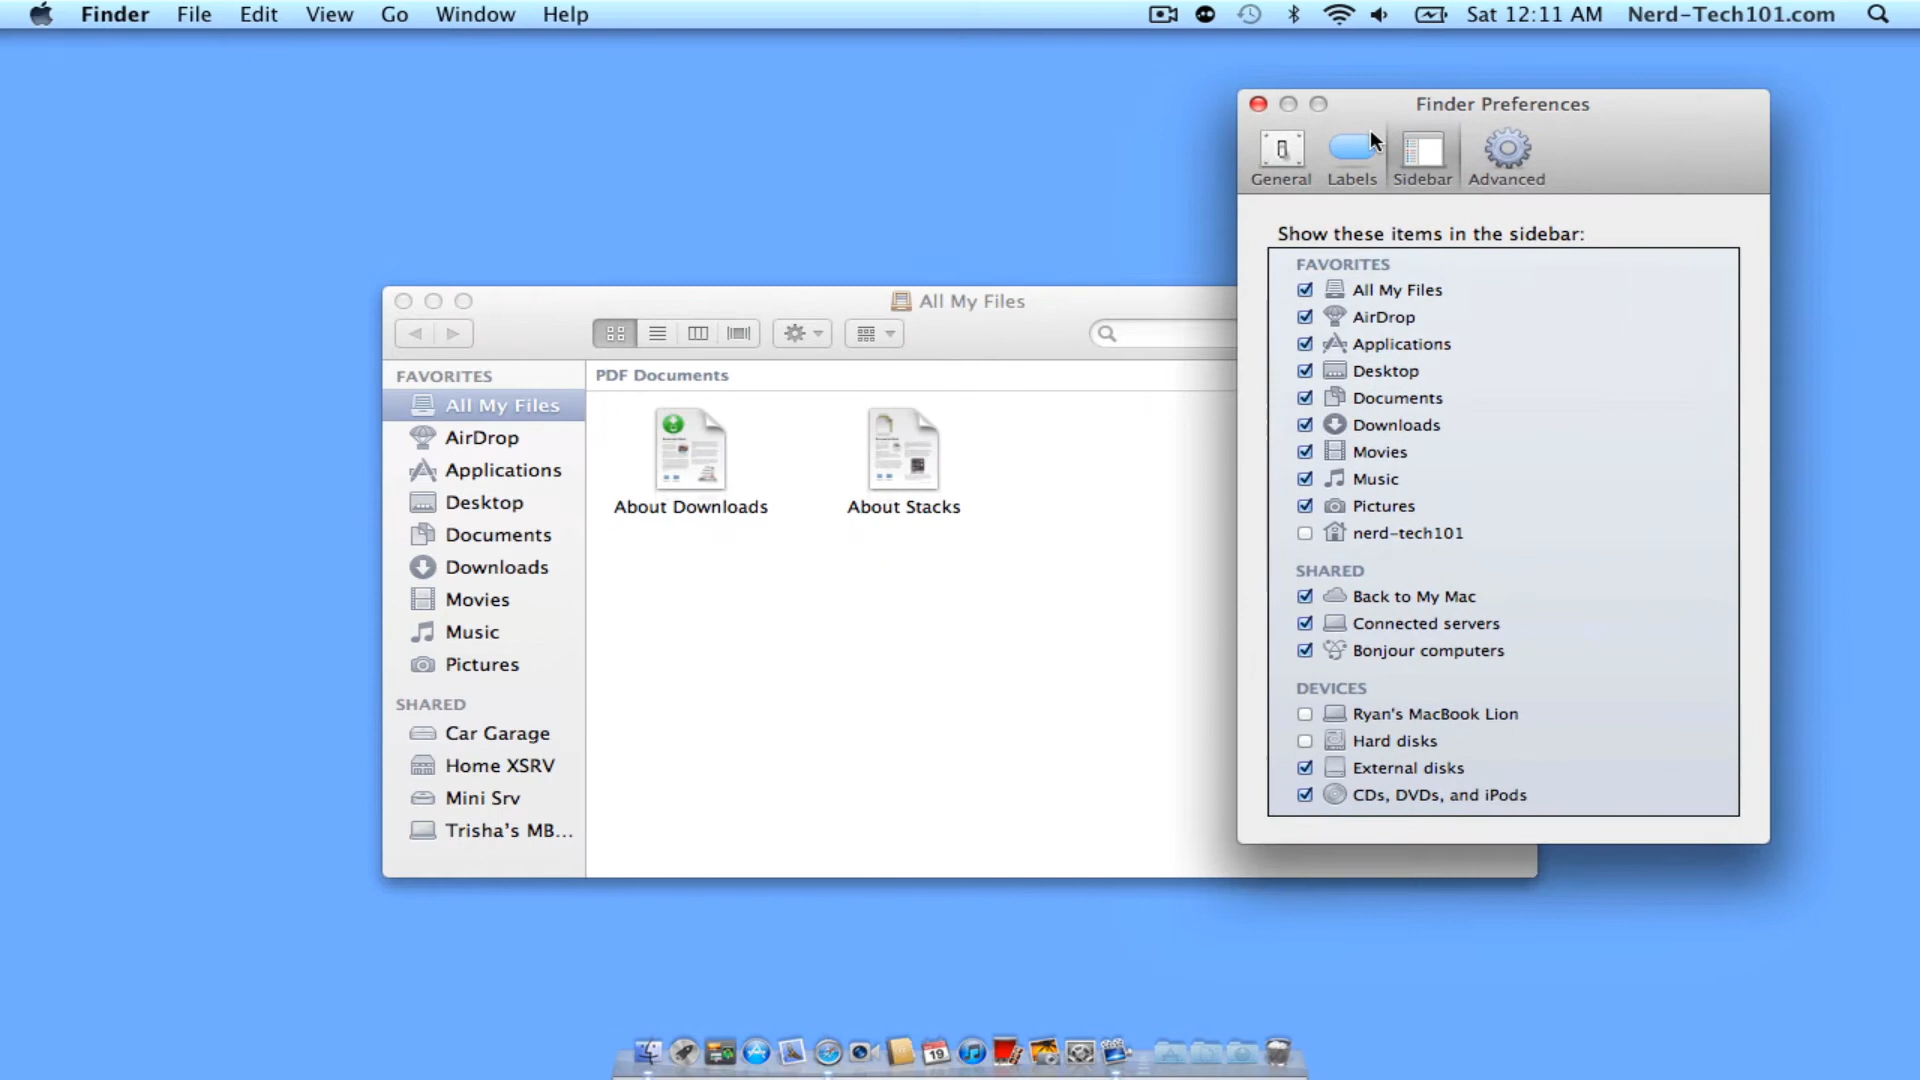 Finder File Edit View Go Window Help
Sat 12:11 AM Nerd-Tech101.com
Finder Preferences
General Labels Sidebar Advanced
Show these items in the sidebar:
FAVORITES
All My Files
AirDrop
Applications
Desktop
Documents
Downloads
Movies
Music
Pictures
nerd-tech101
SHARED
Back to My Mac
Connected servers
Bonjour computers
DEVICES
Ryan's MacBook Lion
Hard disks
External disks
CDs, DVDs, and iPods
All My Files
FAVORITES
All My Files
AirDrop
Applications
Desktop
Documents
Downloads
Movies
Music
Pictures
SHARED
Car Garage
Home XSRV
Mini Srv
Trisha's MB...
PDF Documents
About Downloads
About Stacks
19